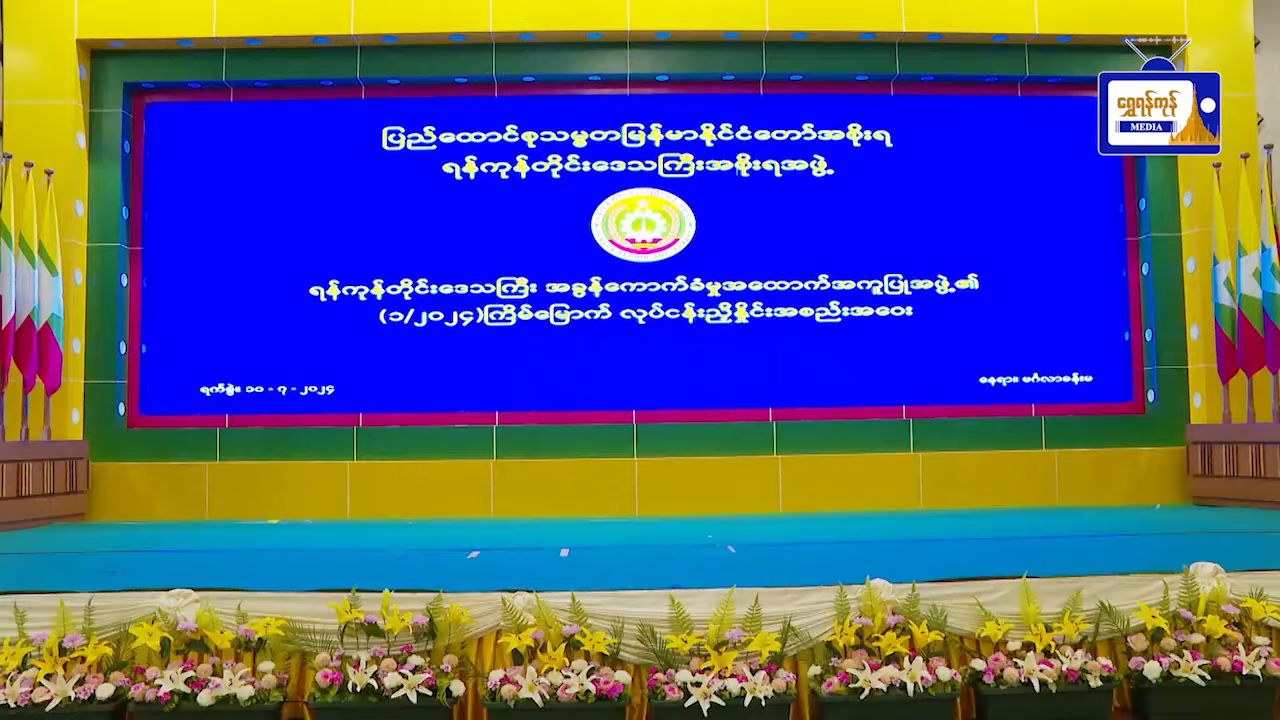 ပြည်ထောင်စုသမ္မတမြန်မာနိုင်ငံတော်အစိုးရ
ရန်ကုန်တိုင်းဒေသကြီးအစိုးရအဖွဲ့
ရန်ကုန်တိုင်းဒေသကြီး အခွန်ကောက်ခံမှုအထောက်အကူပြုအဖွဲ့၏
(၁/၂၀၂၄)ကြိမ်မြောက် လုပ်ငန်းညှိနှိုင်းအစည်းအဝေး
ရက်စွဲ။ ၁၀ - ၇ - ၂၀၂၄
နေရာ။ မင်္ဂလာခန်းမ
ရွှေရန်ကုန်
MEDIA